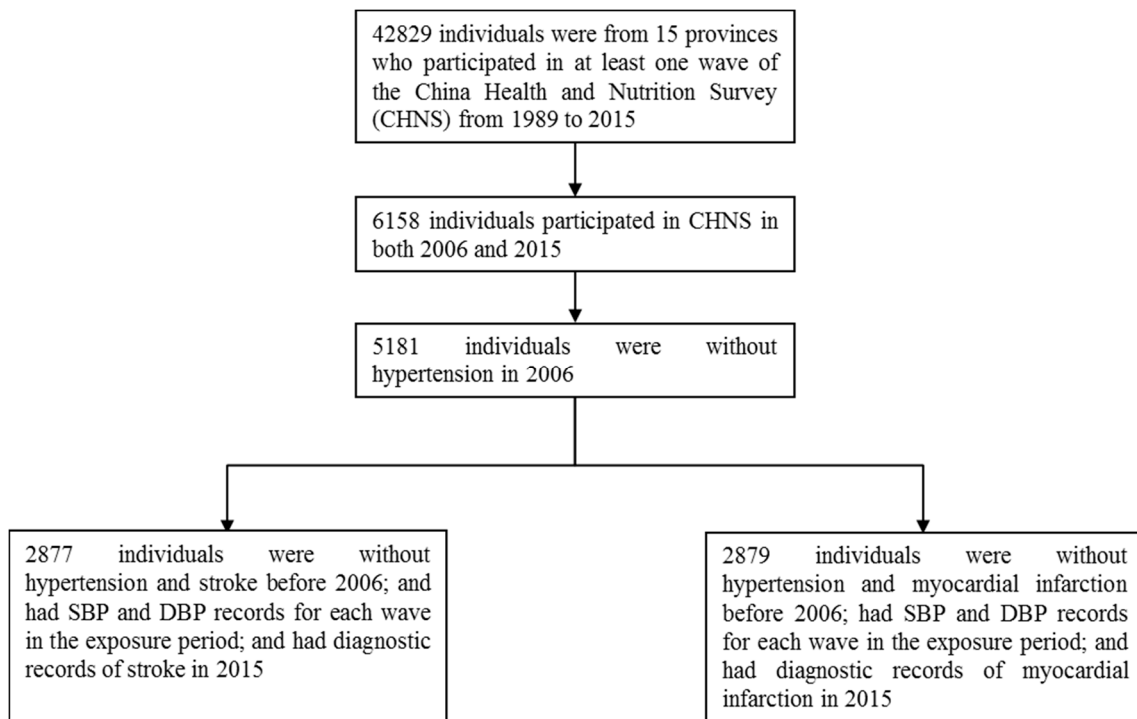 42829 individuals were from 15 provinces
who participated in at least one wave of
the China Health and Nutrition Survey
(CHNS) from 1989 to 2015
6158 individuals participated in CHNS in
both 2006 and 2015
5181 individuals were without
hypertension in 2006
2877 individuals were without
hypertension and stroke before 2006; and
had SBP and DBP records for each wave
in the exposure period; and had diagnostic
records of stroke in 2015
2879 individuals were without
hypertension and myocardial infarction
before 2006; had SBP and DBP records
for each wave in the exposure period; and
had diagnostic records of myocardial
infarction in 2015